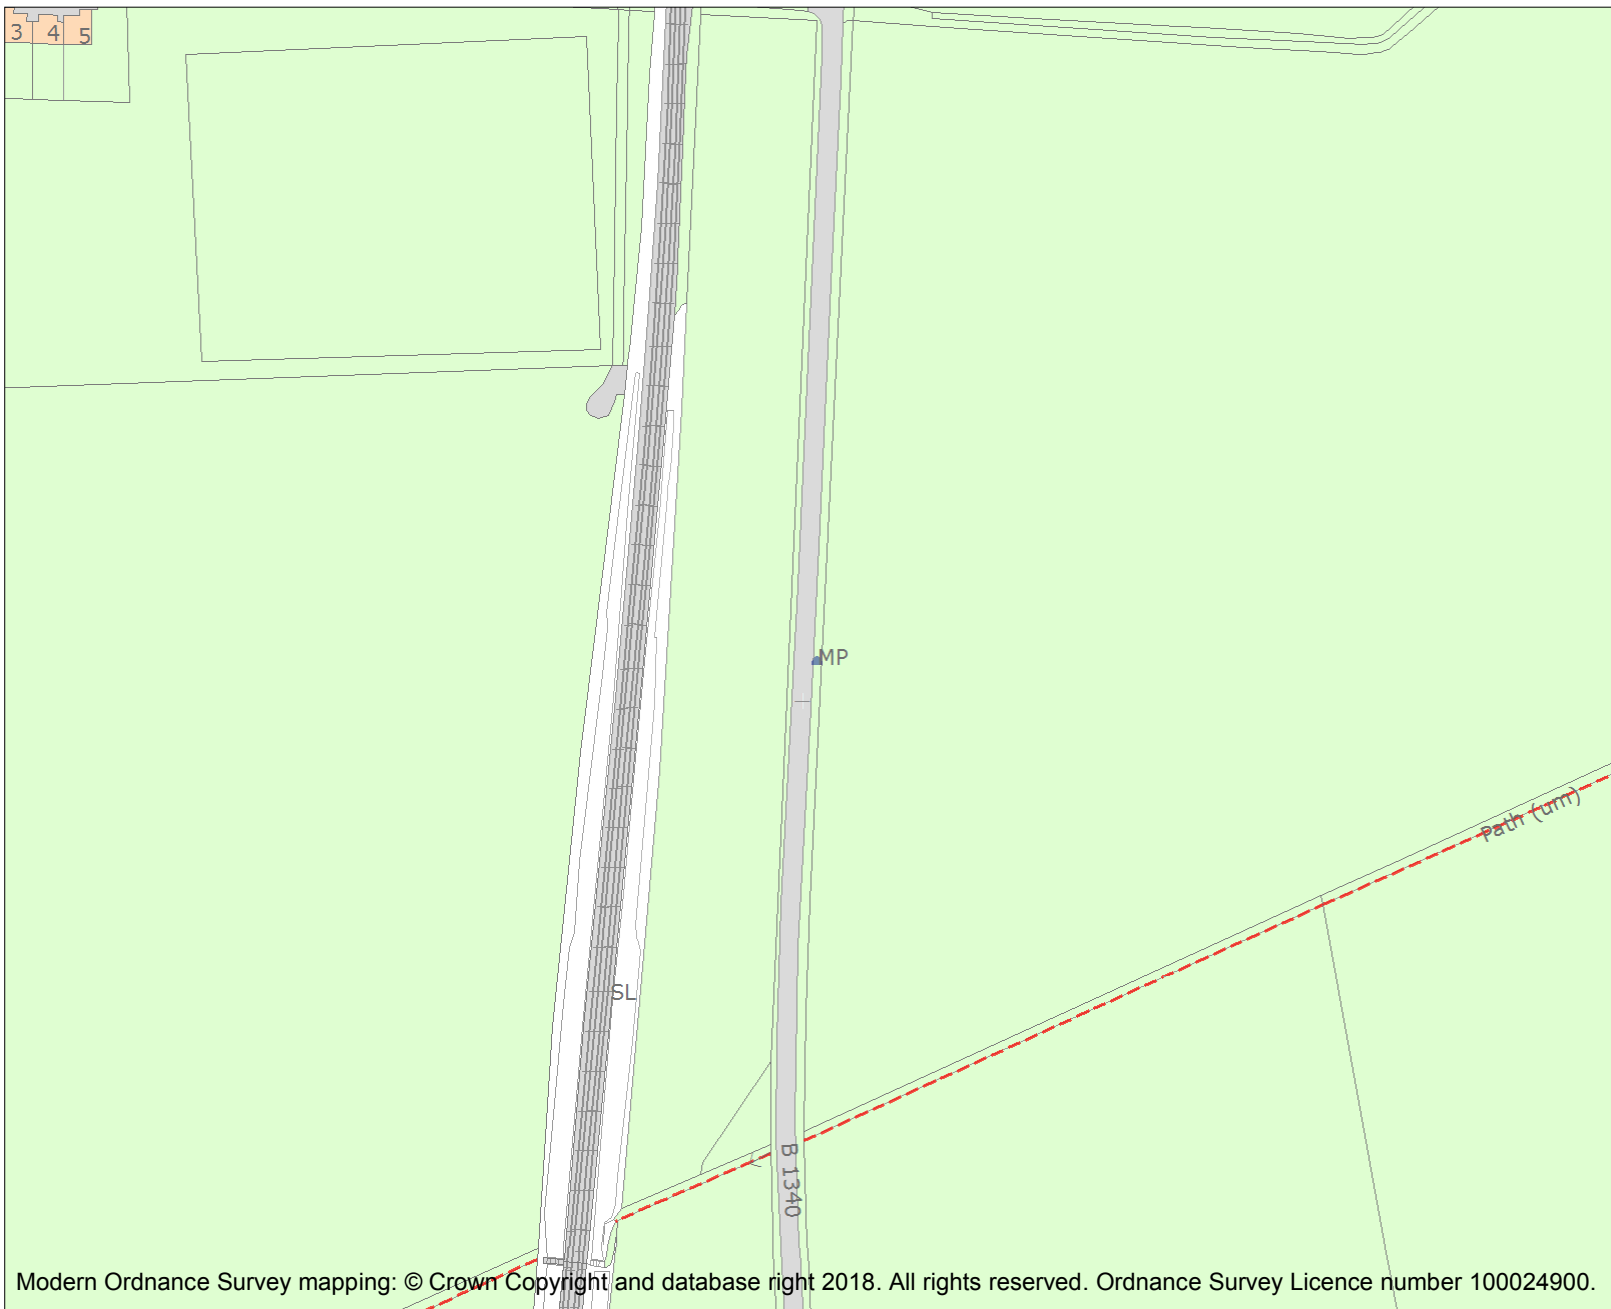 3 4 5
MP
Path (um)
SL
B 1340
Modern Ordnance Survey mapping: © Crown Copyright and database right 2018. All rights reserved. Ordnance Survey Licence number 100024900.